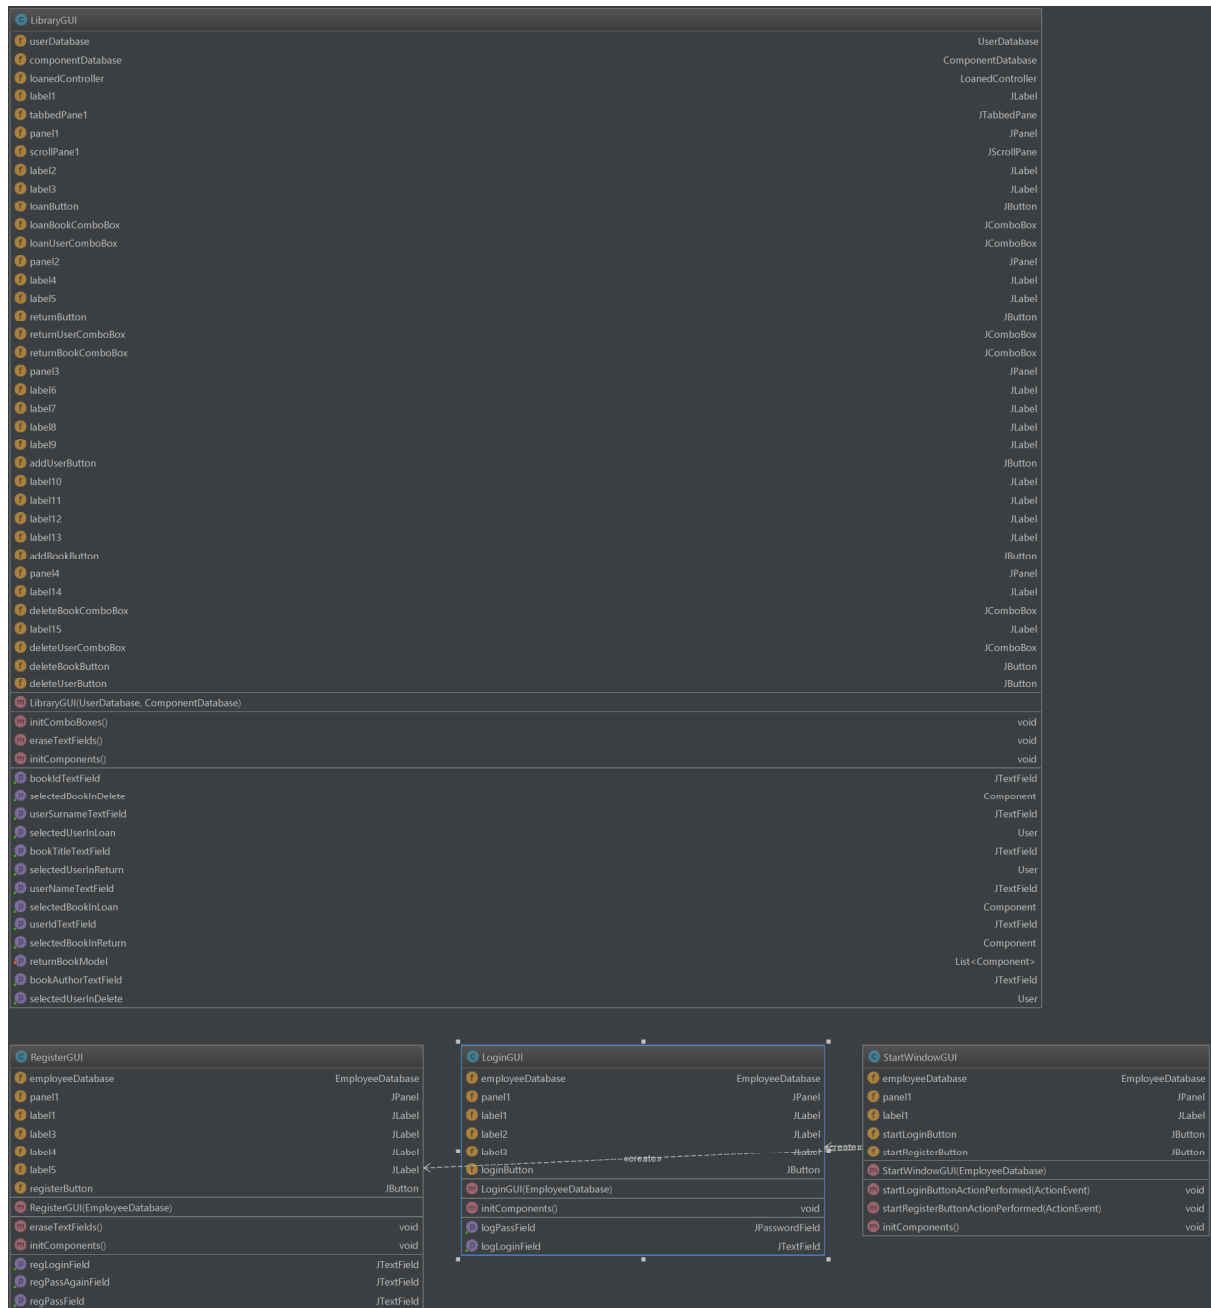 LibraryGUI
userDatabase UserDatabase
componentDatabase ComponentDatabase
loanedController LoanedController
label1 JLabel
tabbedPane1 JTabbedPane
panel1 JPanel
scrollPane1 JScrollPane
label2 JLabel
label3 JLabel
loanButton JButton
loanBookComboBox JComboBox
loanUserComboBox JComboBox
panel2 JPanel
label4 JLabel
label5 JLabel
returnButton JButton
returnUserComboBox JComboBox
returnBookComboBox JComboBox
panel3 JPanel
label6 JLabel
label7 JLabel
label8 JLabel
label9 JLabel
addUserButton JButton
label10 JLabel
label11 JLabel
label12 JLabel
label13 JLabel
addBookButton JButton
panel4 JPanel
label14 JLabel
deleteBookComboBox JComboBox
label15 JLabel
deleteUserComboBox JComboBox
deleteBookButton JButton
deleteUserButton JButton
LibraryGUI(UserDatabase, ComponentDatabase)
initComboBoxes() void
eraseTextFields() void
initComponents() void
bookIdTextField JTextField
selectedBookInDelete Component
userSurnameTextField JTextField
selectedUserInLoan User
bookTitleTextField JTextField
selectedUserInReturn User
userNameTextField JTextField
selectedBookInLoan Component
userIdTextField JTextField
selectedBookInReturn Component
returnBookModel List<Component>
bookAuthorTextField JTextField
selectedUserInDelete User
RegisterGUI
employeeDatabase EmployeeDatabase
panel1 JPanel
label1 JLabel
label3 JLabel
label4 JLabel
label5 JLabel
registerButton JButton
RegisterGUI(EmployeeDatabase)
eraseTextFields() void
initComponents() void
regLoginField JTextField
regPassAgainField JTextField
regPassField JTextField
LoginGUI
employeeDatabase EmployeeDatabase
panel1 JPanel
label1 JLabel
label2 JLabel
label3 JLabel
«create»
loginButton JButton
LoginGUI(EmployeeDatabase)
initComponents() void
logPassField JPasswordField
logLoginField JTextField
«create»
StartWindowGUI
employeeDatabase EmployeeDatabase
panel1 JPanel
label1 JLabel
startLoginButton JButton
startRegisterButton JButton
StartWindowGUI(EmployeeDatabase)
startLoginButtonActionPerformed(ActionEvent) void
startRegisterButtonActionPerformed(ActionEvent) void
initComponents() void